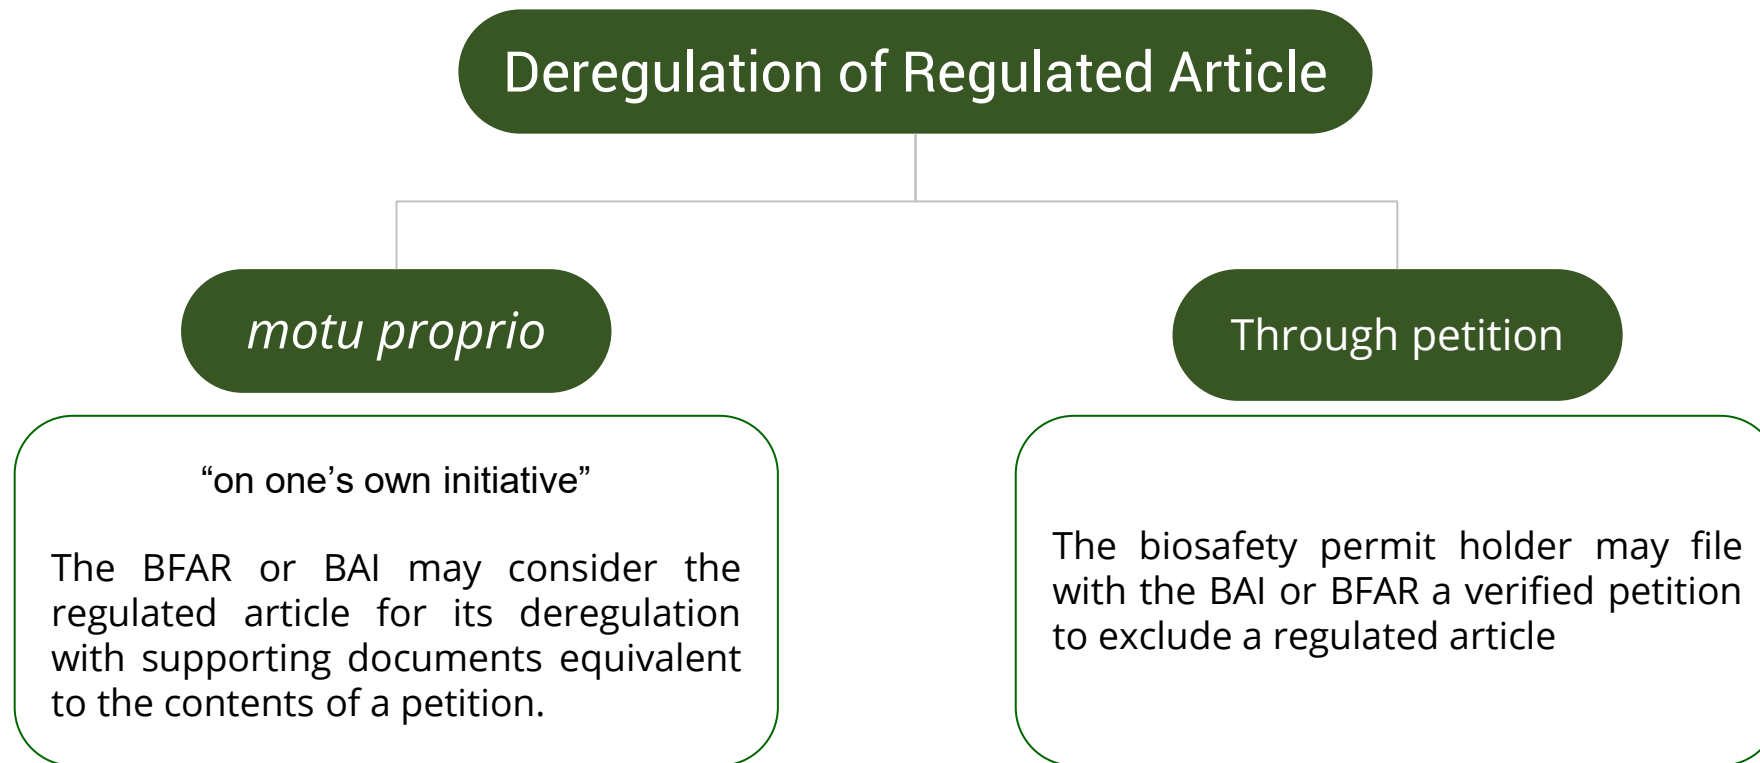 Deregulation of Regulated Article
motu proprio
“on one’s own initiative”
The BFAR or BAI may consider the
regulated article for its deregulation
with supporting documents equivalent
to the contents of a petition.
Through petition
The biosafety permit holder may file
with the BAI or BFAR a verified petition
to exclude a regulated article